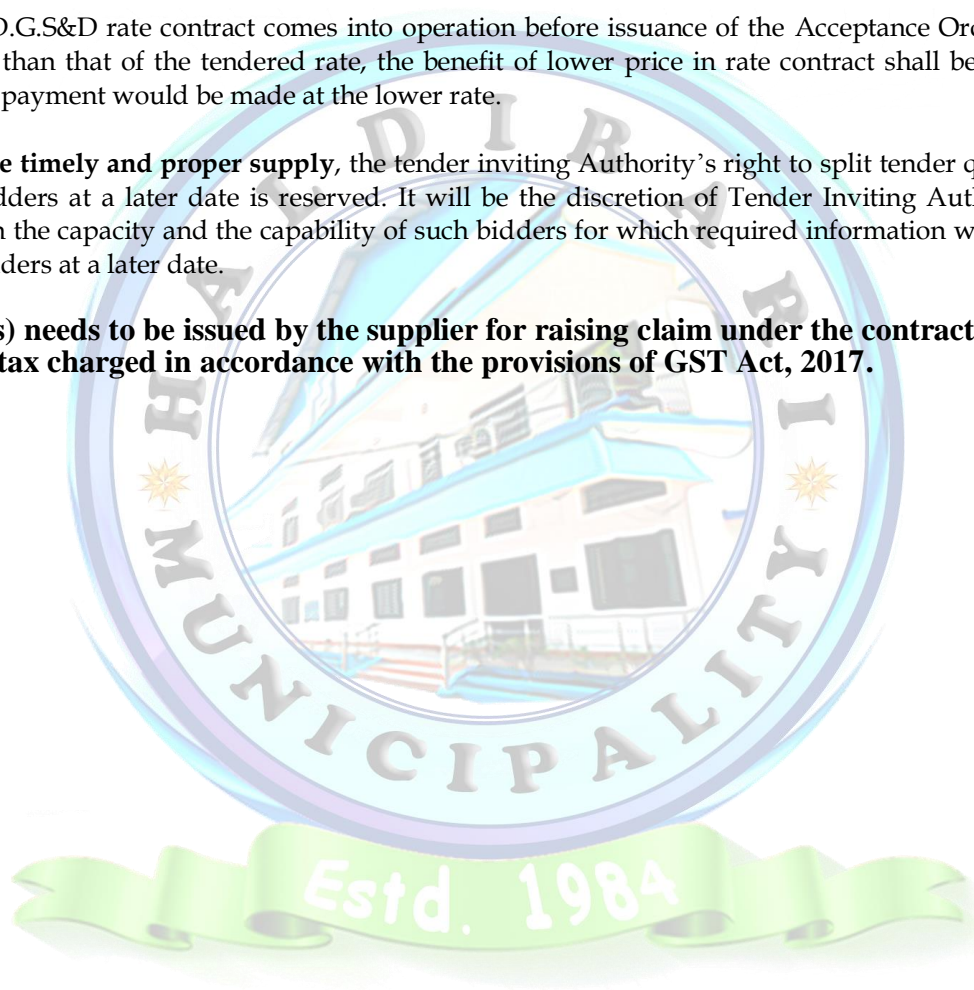 D.G.S&D rate contract comes into operation before issuance of the Acceptance Or
than that of the tendered rate, the benefit of lower price in rate contract shall be
payment would be made at the lower rate.
e timely and proper supply, the tender inviting Authority's right to split tender q
dders at a later date is reserved. It will be the discretion of Tender Inviting Aut
the capacity and the capability of such bidders for which required information w
ders at a later date.
s) needs to be issued by the supplier for raising claim under the contract
tax charged in accordance with the provisions of GST Act, 2017.
HALDIBARI
MUNICIPALITY
Estd. 1984